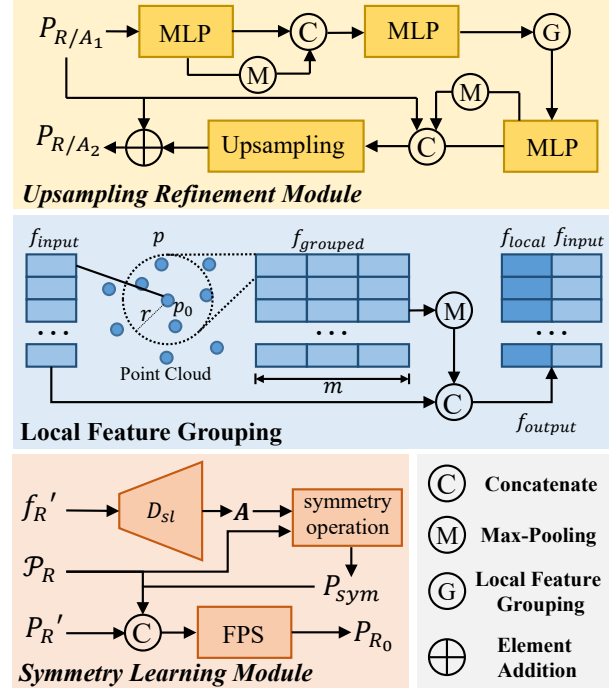 P_{R/A_1}
MLP
C
MLP
G
M
M
P_{R/A_2}
Upsampling
C
MLP
Upsampling Refinement Module
f_{input}
p
f_{grouped}
f_{local}
f_{input}
p_0
r
M
...
...
...
Point Cloud
m
C
Local Feature Grouping
f_{output}
f_R'
D_{sl}
A
symmetry
operation
𝒫_R
P_{sym}
P_R'
C
FPS
P_{R_0}
Symmetry Learning Module
C
Concatenate
M
Max-Pooling
G
Local Feature
Grouping
Element
Addition